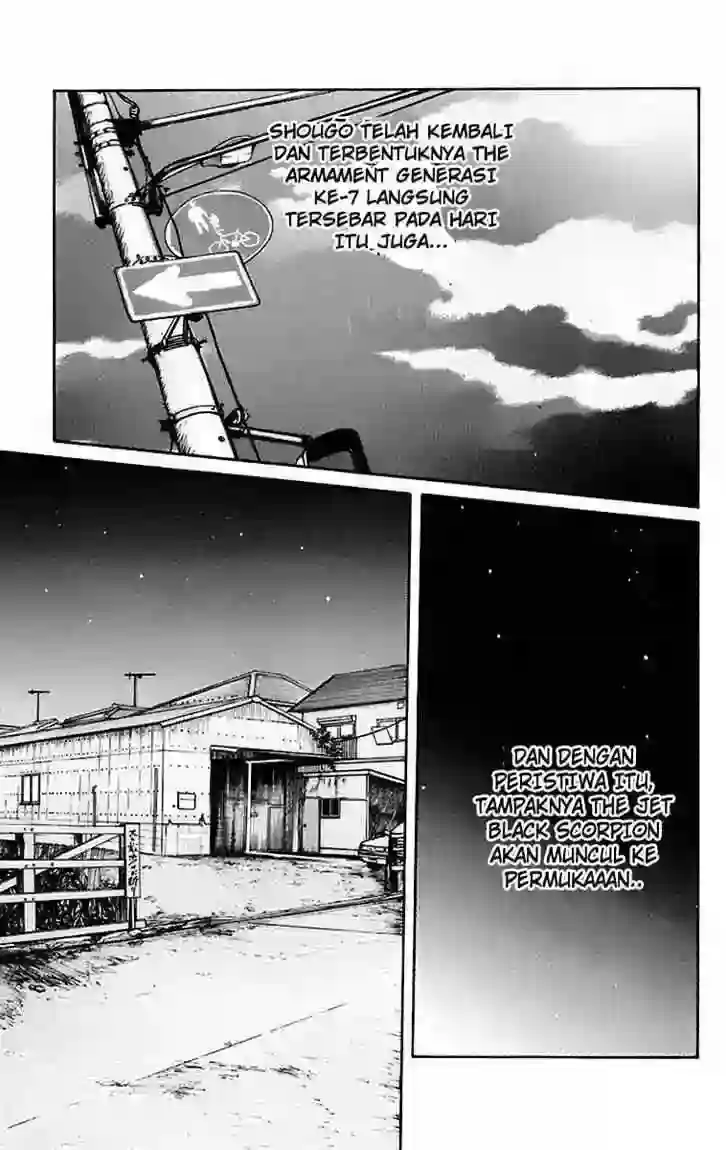 SHOUGO TELAH KEMBALI
DAN TERBENTUKNYA THE
ARMAMENT GENERASI
KE-7 LANGSUNG
TERSEBAR PADA HARI
ITU JUGA...
DAN DENGAN
PERISTIWA ITU,
TAMPAKNYA THE JET
BLACK SCORPION
AKAN MUNCUL KE
PERMUKAAAN..